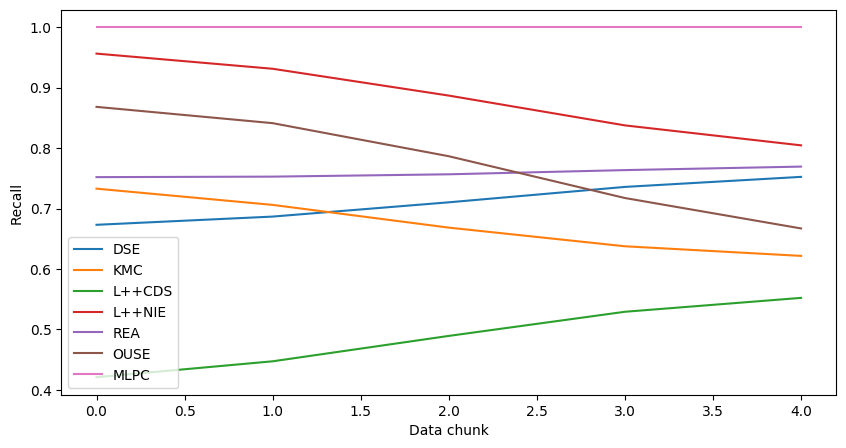 1.0
0.9
0.8
0.7
0.6
0.5
0.4
Recall
DSE
KMC
L++CDS
L++NIE
REA
OUSE
MLPC
0.0 0.5 1.0 1.5 2.0 2.5 3.0 3.5 4.0
Data chunk